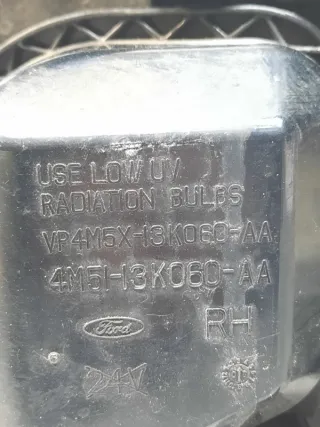 USE LOW UV
RADIATION BULBS
VP4M5X-13K060-AA
4M51-13K060-AA
Ford
RH
24V